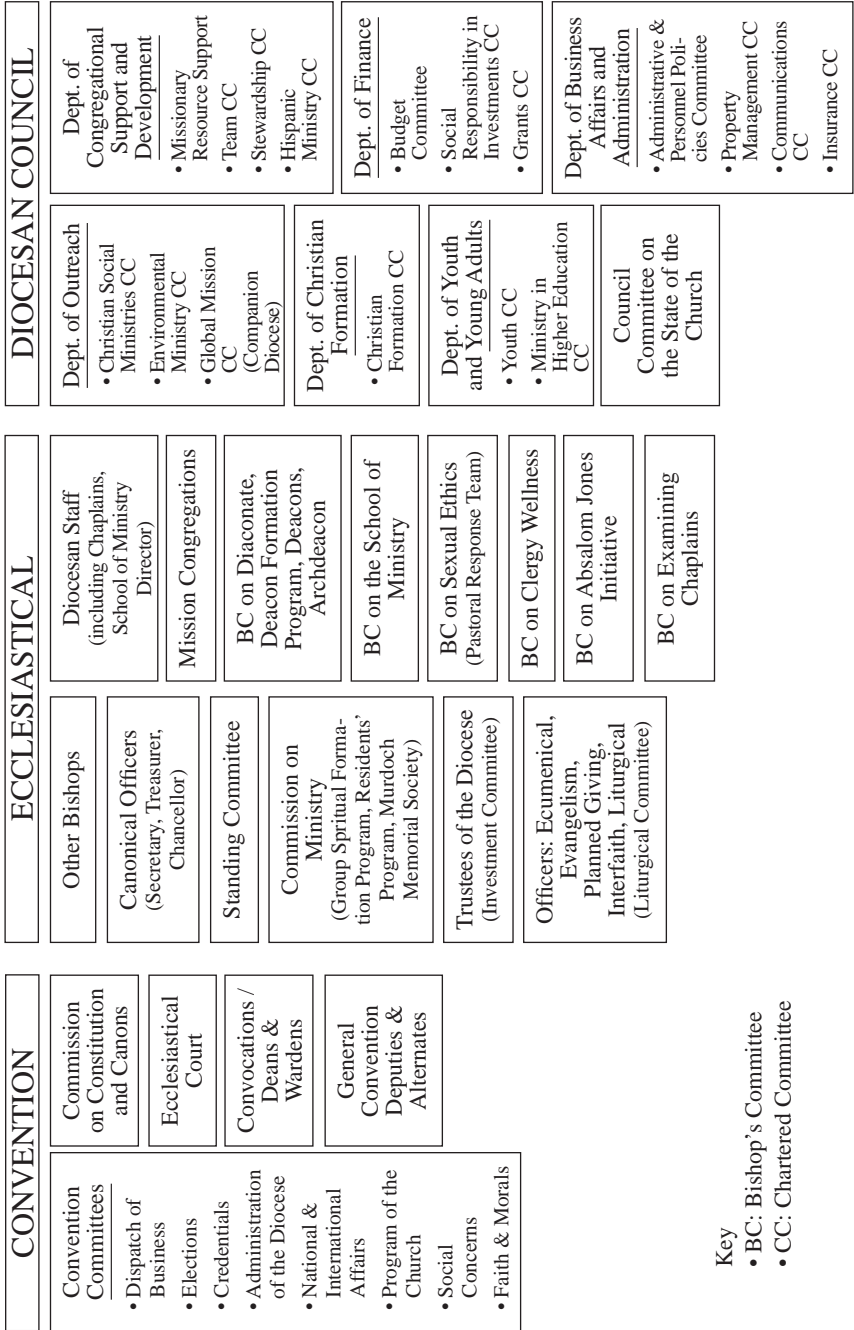 CONVENTION
Convention
Committees
• Dispatch of
Business
• Elections
• Credentials
• Administration
of the Diocese
• National &
International
Affairs
• Program of the
Church
• Social
Concerns
• Faith & Morals
Commission
on Constitution
and Canons
Ecclesiastical
Court
Convocations /
Deans &
Wardens
General
Convention
Deputies &
Alternates
ECCLESIASTICAL
Other Bishops
Canonical Officers
(Secretary, Treasurer,
Chancellor)
Standing Committee
Commission on
Ministry
(Group Spritual Forma-
tion Program, Residents’
Program, Murdoch
Memorial Society)
Trustees of the Diocese
(Investment Committee)
Officers: Ecumenical,
Evangelism,
Planned Giving,
Interfaith, Liturgical
(Liturgical Committee)
Diocesan Staff
(including Chaplains,
School of Ministry
Director)
Mission Congregations
BC on Diaconate,
Deacon Formation
Program, Deacons,
Archdeacon
BC on the School of
Ministry
BC on Sexual Ethics
(Pastoral Response Team)
BC on Clergy Wellness
BC on Absalom Jones
Initiative
BC on Examining
Chaplains
DIOCESAN COUNCIL
Dept. of Outreach
• Christian Social
Ministries CC
• Environmental
Ministry CC
• Global Mission
CC
(Companion
Diocese)
Dept. of Christian
Formation
• Christian
Formation CC
Dept. of Youth
and Young Adults
• Youth CC
• Ministry in
Higher Education
CC
Council
Committee on
the State of the
Church
Dept. of
Congregational
Support and
Development
• Missionary
Resource Support
• Team CC
• Stewardship CC
• Hispanic
Ministry CC
Dept. of Finance
• Budget
Committee
• Social
Responsibility in
Investments CC
• Grants CC
Dept. of Business
Affairs and
Administration
• Administrative &
Personnel Poli-
cies Committee
• Property
Management CC
• Communications
CC
• Insurance CC
Key
• BC: Bishop’s Committee
• CC: Chartered Committee